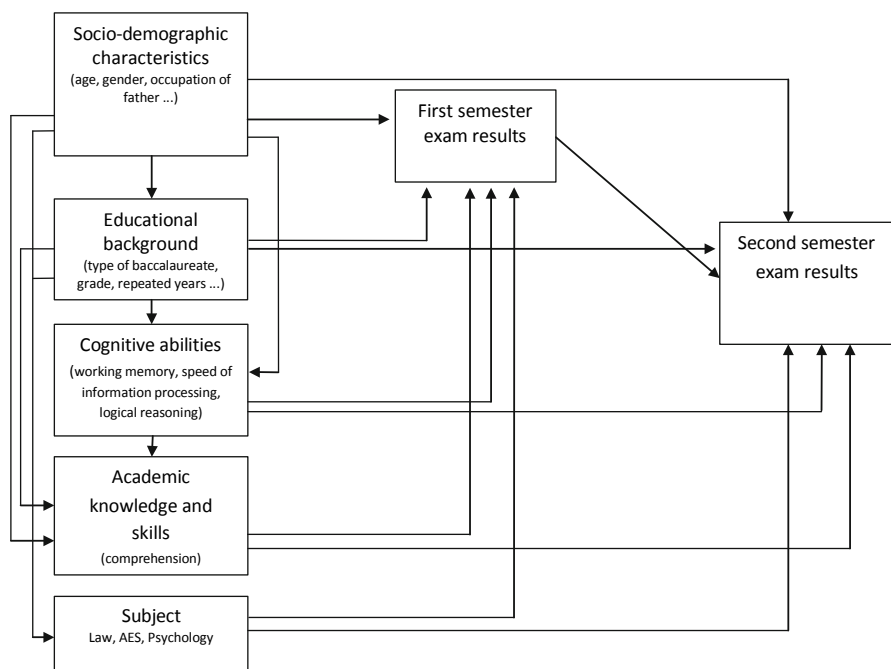 Socio-demographic
characteristics
(age, gender, occupation of
father ...)
First semester
exam results
Educational
background
(type of baccalaureate,
grade, repeated years ...)
Second semester
exam results
Cognitive abilities
(working memory, speed of
information processing,
logical reasoning)
Academic
knowledge and
skills
(comprehension)
Subject
Law, AES, Psychology